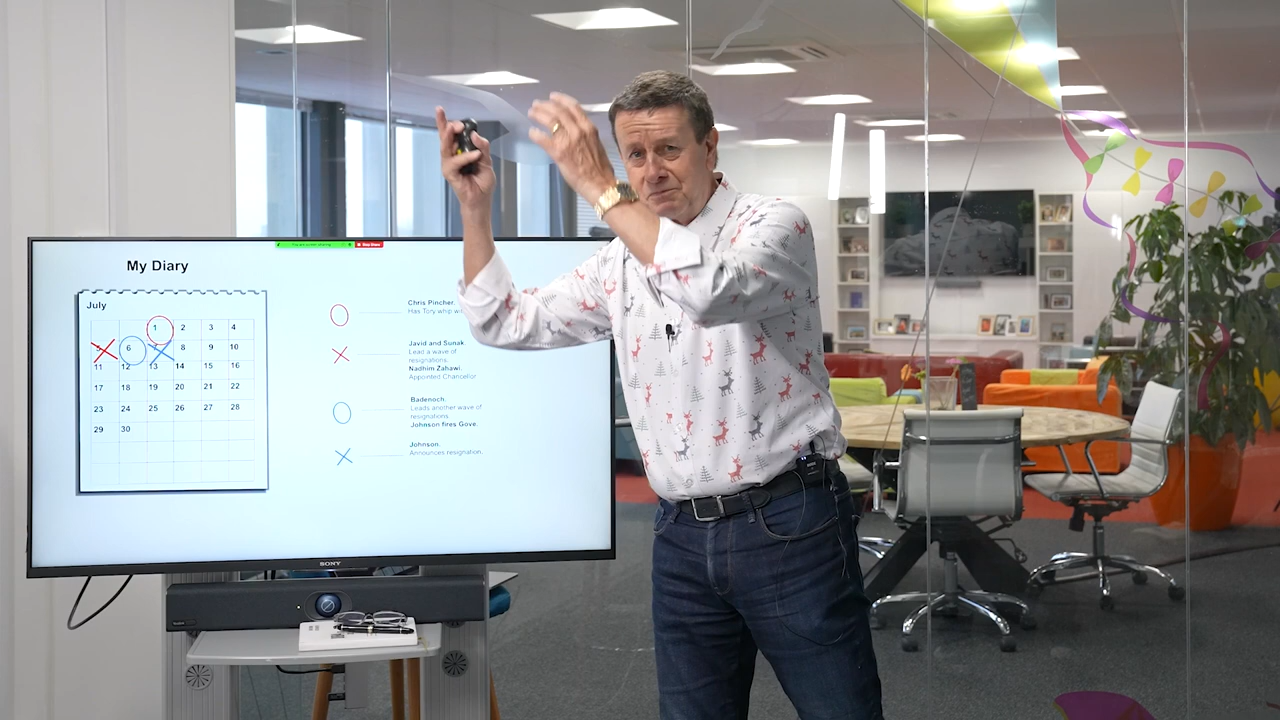 My Diary
July
1 2 3 4
6 8 9 10
11 12 13 14 15 16
17 18 19 20 21 22
23 24 25 26 27 28
29 30
Chris Pincher.
Has Tory whip
Javid and Sunak.
Lead a wave of
resignations.
Nadhim Zahawi.
Appointed Chancellor
Badenoch.
Leads another wave of
resignations
Johnson fires Gove.
Johnson.
Announces resignation.
SONY